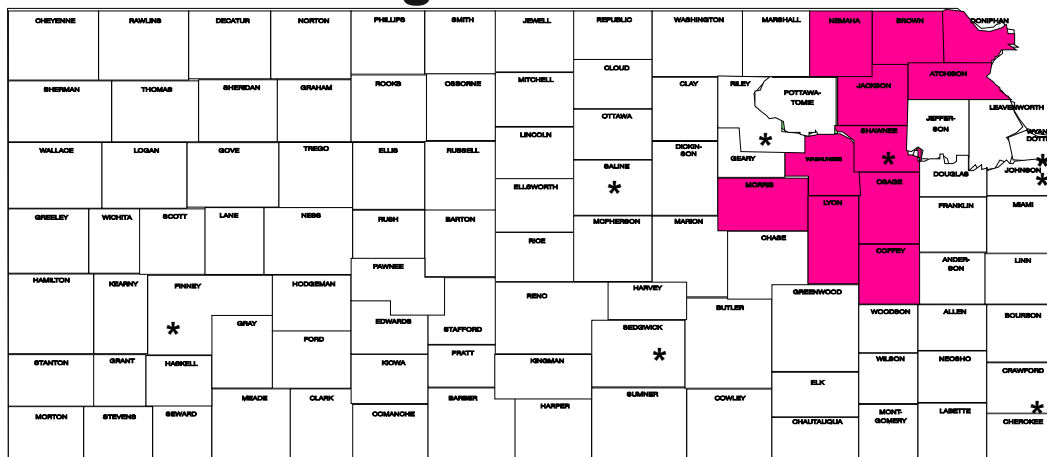 CHEYENNE
RAWLINS
DECATUR
NORTON
PHILLIPS
SMITH
JEWELL
REPUBLIC
WASHINGTON
MARSHALL
NEMAHA
BROWN
DONIPHAN
CLOUD
ATCHISON
SHERMAN
THOMAS
SHERIDAN
GRAHAM
ROOKS
OSBORNE
MITCHELL
CLAY
RILEY
POTTAWA-
TOMIE
JACKSON
LEAVENWORTH
OTTAWA
JEFFER-
SON
LINCOLN
SHAWNEE
*
WYAN
DOTTE
*
WALLACE
LOGAN
GOVE
TREGO
ELLIS
RUSSELL
DICKIN-
SON
GEARY
*
WABAUNSEE
SALINE
*
DOUGLAS
JOHNSON
*
ELLSWORTH
MORRIS
OSAGE
GREELEY
WICHITA
SCOTT
LANE
NESS
RUSH
BARTON
MCPHERSON
MARION
LYON
FRANKLIN
MIAMI
RICE
CHASE
COFFEY
ANDER-
SON
LINN
HAMILTON
KEARNY
FINNEY
*
HODGEMAN
PAWNEE
RENO
HARVEY
GREENWOOD
BUTLER
WOODSON
ALLEN
BOURBON
GRAY
EDWARDS
STAFFORD
SEDGWICK
*
FORD
STANTON
GRANT
HASKELL
KIOWA
PRATT
KINGMAN
WILSON
NEOSHO
CRAWFORD
*
ELK
MEADE
CLARK
BARBER
SUMNER
COWLEY
HARPER
MORTON
STEVENS
SEWARD
COMANCHE
CHAUTAUQUA
MONT-
GOMERY
LABETTE
CHEROKEE